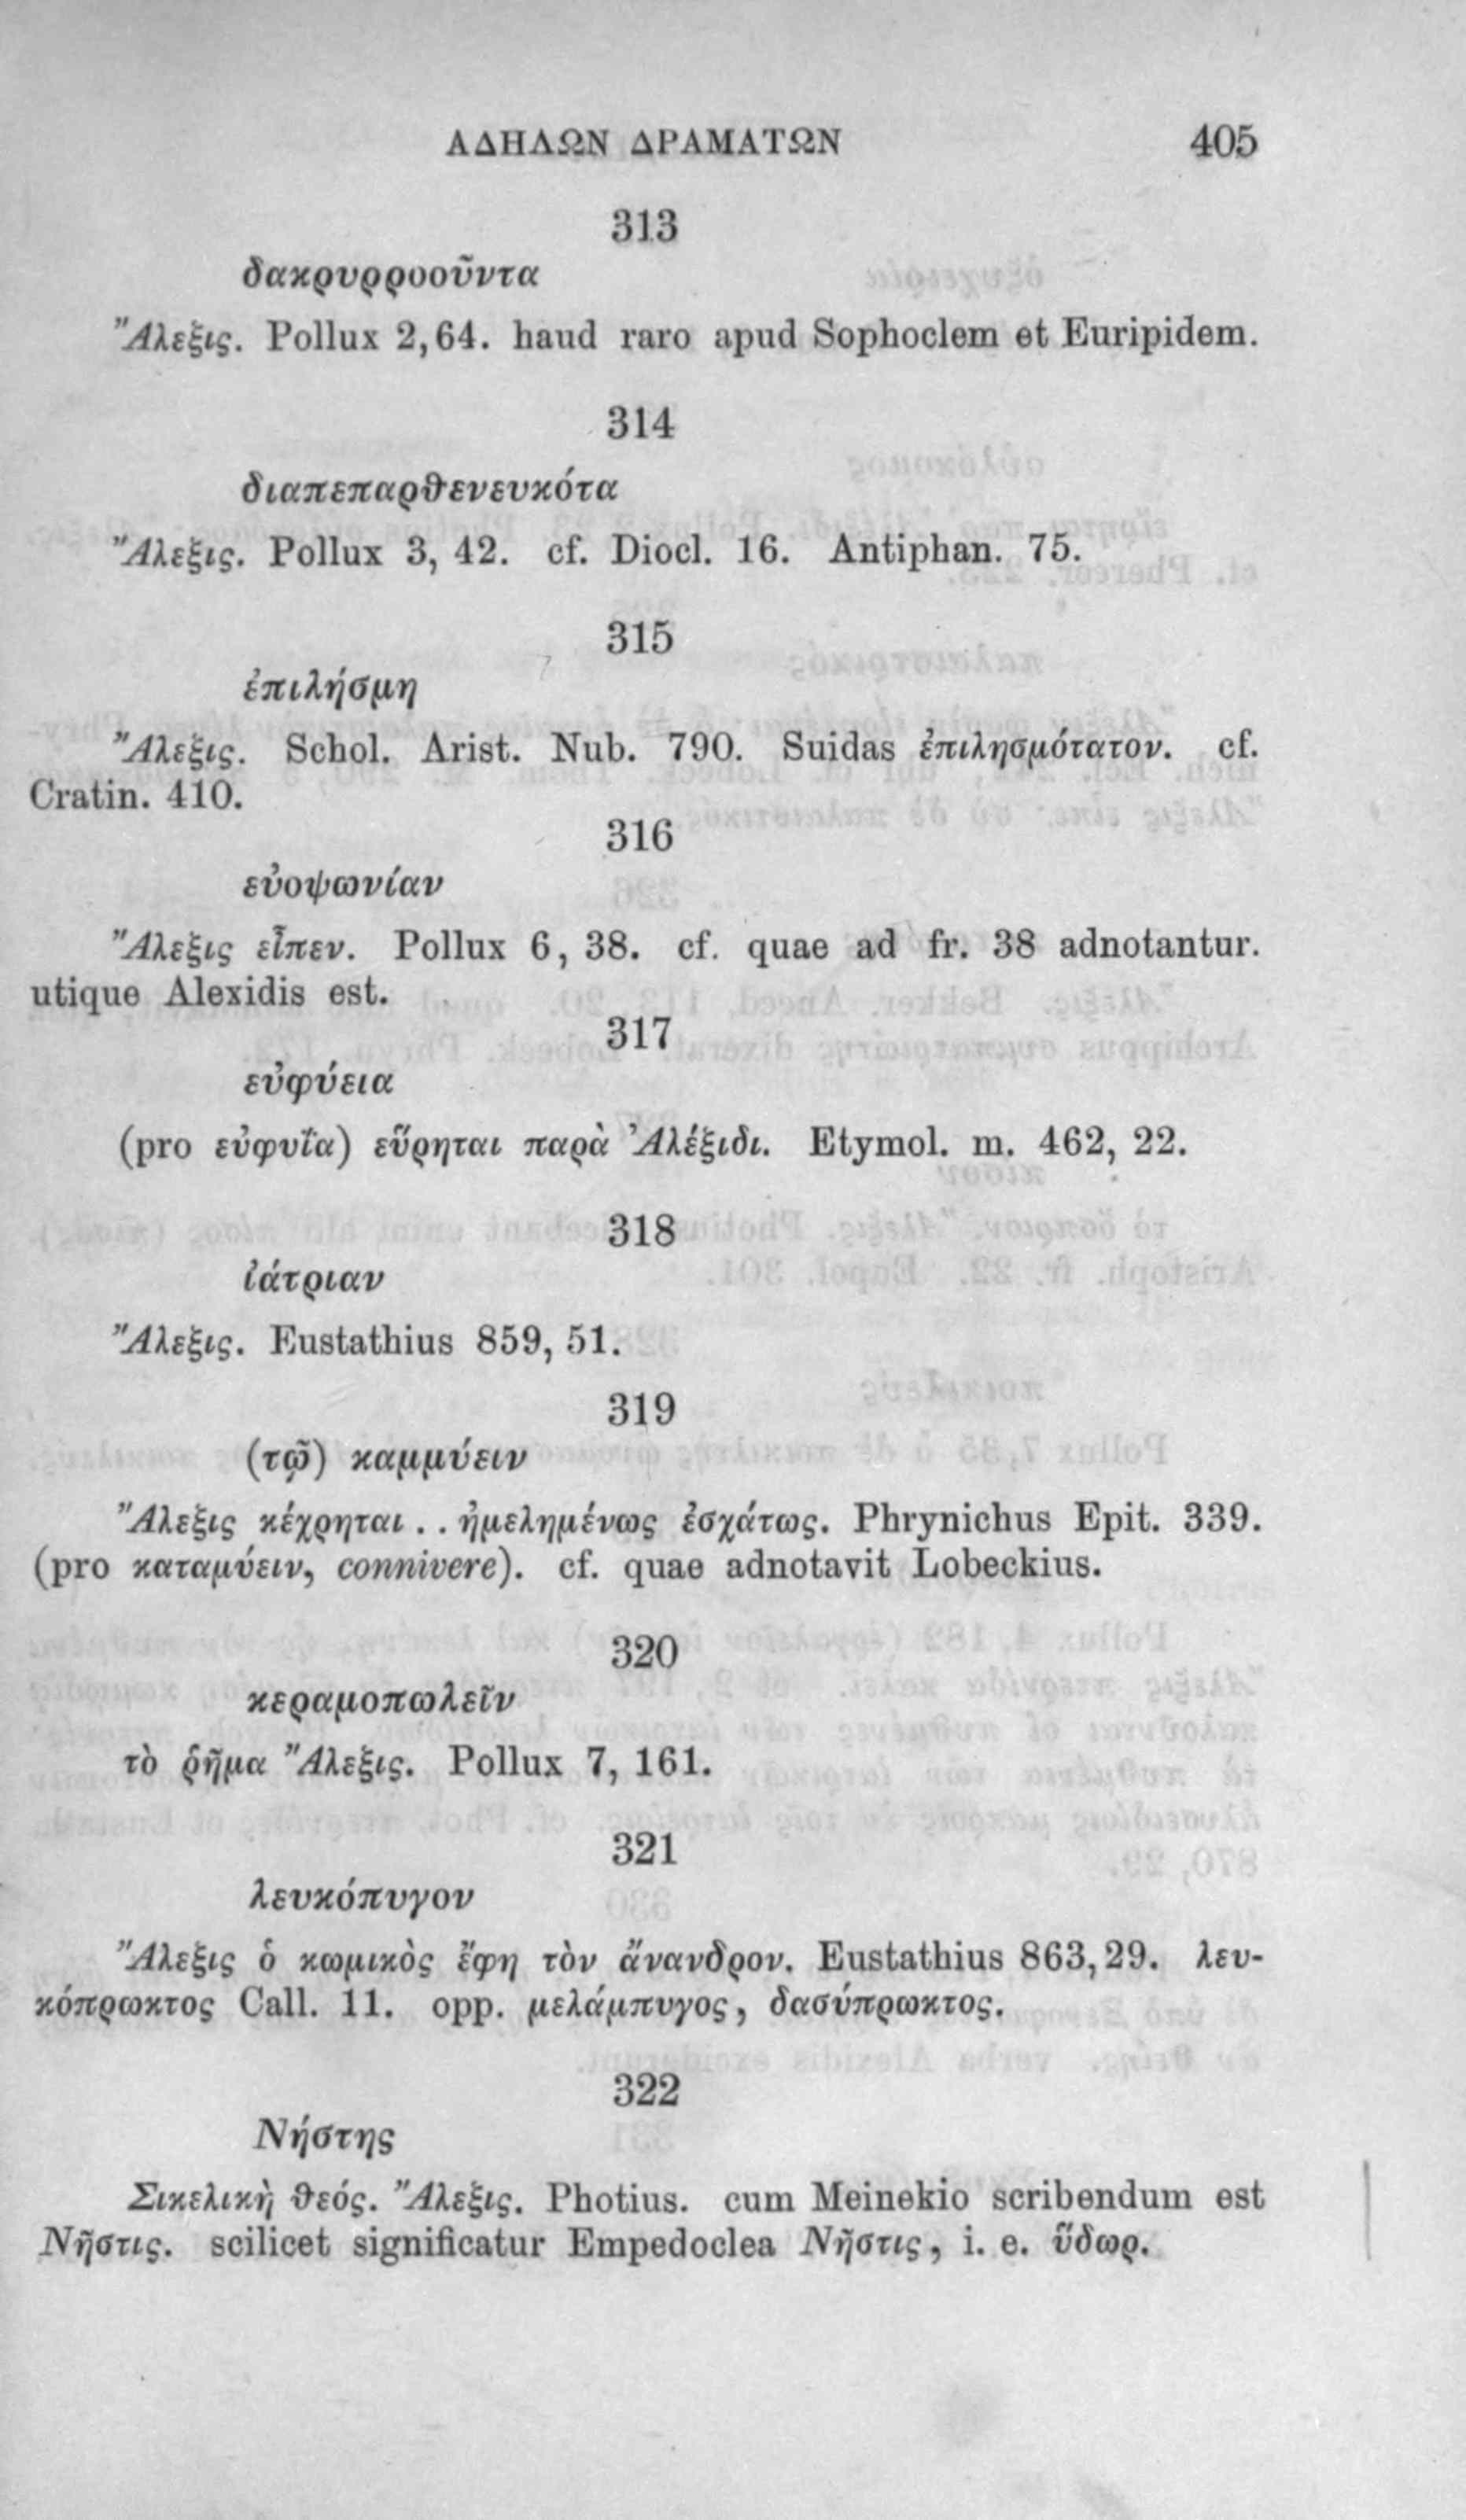 ΑΔΗΛΩΝ ΔΡΑΜΑΤΩΝ 405
313
δακρυρροοῦντα
Ἄλεξις. Pollux 2,64. haud raro apud Sophoclem et Euripidem.
314
διαπεπαρθενευκότα
Ἄλεξις. Pollux 3, 42. cf. Diocl. 16. Antiphan. 75.
315
ἐπιλήσμη
Ἄλεξις. Schol. Arist. Nub. 790. Suidas ἐπιλησμότατον. cf.
Cratin. 410.
316
εὐοψωνίαν
Ἄλεξις εἶπεν. Pollux 6, 38. cf. quae ad fr. 38 adnotantur.
utique Alexidis est.
317
εὐφύεια
(pro εὐφυΐα) εὕρηται παρὰ Ἀλέξιδι. Etymol. m. 462, 22.
318
ἰάτριαν
Ἄλεξις. Eustathius 859, 51.
319
(τῷ) καμμύειν
Ἄλεξις κέχρηται . . ἠμελημένως ἐσχάτως. Phrynichus Epit. 339.
(pro καταμύειν, connivere). cf. quae adnotavit Lobeckius.
320
κεραμοπωλεῖν
τὸ ῥῆμα Ἄλεξις. Pollux 7, 161.
321
λευκόπυγον
Ἄλεξις ὁ κωμικὸς ἔφη τὸν ἄνανδρον. Eustathius 863, 29. λευ-
κόπρωκτος Call. 11. opp. μελάμπυγος, δασύπρωκτος.
322
Νήστης
Σικελικὴ θεός. Ἄλεξις. Photius. cum Meinekio scribendum est
Νῆστις. scilicet significatur Empedoclea Νῆστις, i. e. ὕδωρ.